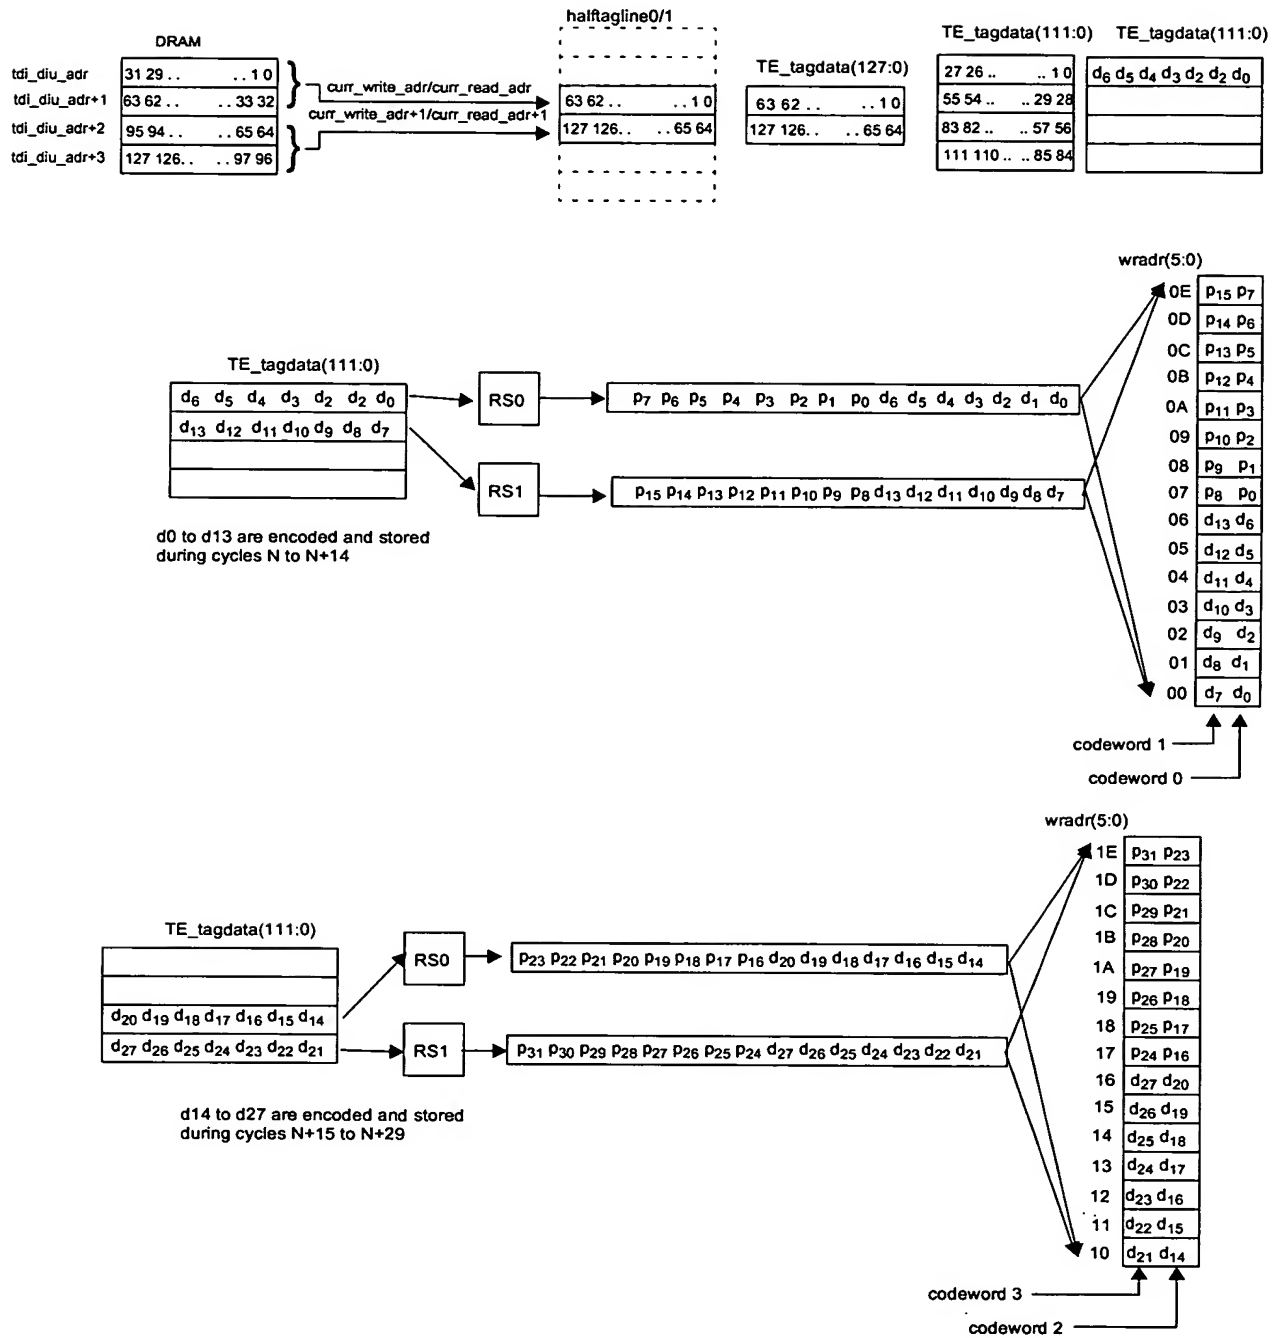 halftagline0/1
DRAM
TE_tagdata(127:0)
TE_tagdata(111:0)
TE_tagdata(111:0)
tdi_diu_adr
31 29 . . . . 1 0
tdi_diu_adr+1
63 62 . . . . 33 32
tdi_diu_adr+2
95 94 . . . . 65 64
tdi_diu_adr+3
127 126. . . . 97 96
curr_write_adr/curr_read_adr
curr_write_adr+1/curr_read_adr+1
63 62 . . . . 1 0
127 126. . . . 65 64
63 62 . . . . 1 0
127 126. . . . 65 64
27 26 .. .. 1 0
55 54 .. .. 29 28
83 82 .. .. 57 56
111 110 .. .. 85 84
d6 d5 d4 d3 d2 d2 d0
wradr(5:0)
0E p15 p7
0D p14 p6
0C p13 p5
0B p12 p4
0A p11 p3
09 p10 p2
08 p9 p1
07 p8 p0
06 d13 d6
05 d12 d5
04 d11 d4
03 d10 d3
02 d9 d2
01 d8 d1
00 d7 d0
codeword 1
codeword 0
TE_tagdata(111:0)
d6 d5 d4 d3 d2 d2 d0
d13 d12 d11 d10 d9 d8 d7
RS0
RS1
p7 p6 p5 p4 p3 p2 p1 p0 d6 d5 d4 d3 d2 d1 d0
p15 p14 p13 p12 p11 p10 p9 p8 d13 d12 d11 d10 d9 d8 d7
d0 to d13 are encoded and stored
during cycles N to N+14
wradr(5:0)
1E p31 p23
1D p30 p22
1C p29 p21
1B p28 p20
1A p27 p19
19 p26 p18
18 p25 p17
17 p24 p16
16 d27 d20
15 d26 d19
14 d25 d18
13 d24 d17
12 d23 d16
11 d22 d15
10 d21 d14
codeword 3
codeword 2
TE_tagdata(111:0)
d20 d19 d18 d17 d16 d15 d14
d27 d26 d25 d24 d23 d22 d21
RS0
RS1
p23 p22 p21 p20 p19 p18 p17 p16 d20 d19 d18 d17 d16 d15 d14
p31 p30 p29 p28 p27 p26 p25 p24 d27 d26 d25 d24 d23 d22 d21
d14 to d27 are encoded and stored
during cycles N+15 to N+29